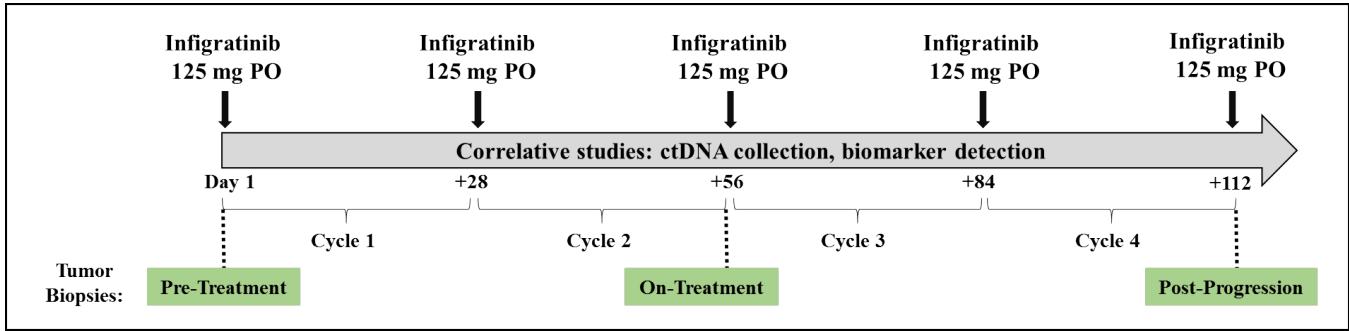 Infigratinib
125 mg PO
Infigratinib
125 mg PO
Infigratinib
125 mg PO
Infigratinib
125 mg PO
Infigratinib
125 mg PO
Correlative studies: ctDNA collection, biomarker detection
Day 1
+28
+56
+84
+112
Cycle 1
Cycle 2
Cycle 3
Cycle 4
Tumor
Biopsies:
Pre-Treatment
On-Treatment
Post-Progression